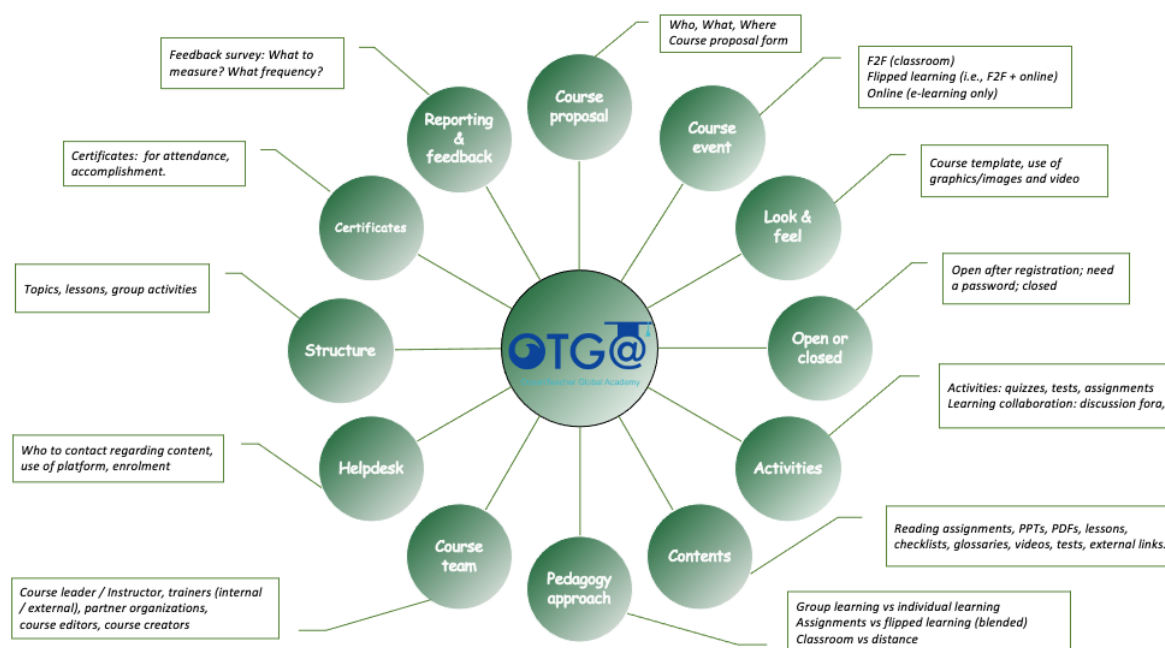 Who, What, Where
Course proposal form
Course
proposal
F2F (classroom)
Flipped learning (i.e., F2F + online)
Online (e-learning only)
Course
event
Course template, use of
graphics/images and video
Look &
feel
Open after registration; need
a password; closed
Open or
closed
Activities: quizzes, tests, assignments
Learning collaboration: discussion fora,
Activities
Reading assignments, PPTs, PDFs, lessons,
checklists, glossaries, videos, tests, external links.
Contents
Group learning vs individual learning
Assignments vs flipped learning (blended)
Classroom vs distance
Pedagogy
approach
Course leader / Instructor, trainers (internal
/ external), partner organizations,
course editors, course creators
Course
team
Who to contact regarding content,
use of platform, enrolment
Helpdesk
Topics, lessons, group activities
Structure
Certificates:  for attendance,
accomplishment.
Certificates
Feedback survey: What to
measure? What frequency?
Reporting
&
feedback
OTG@
Global Academy